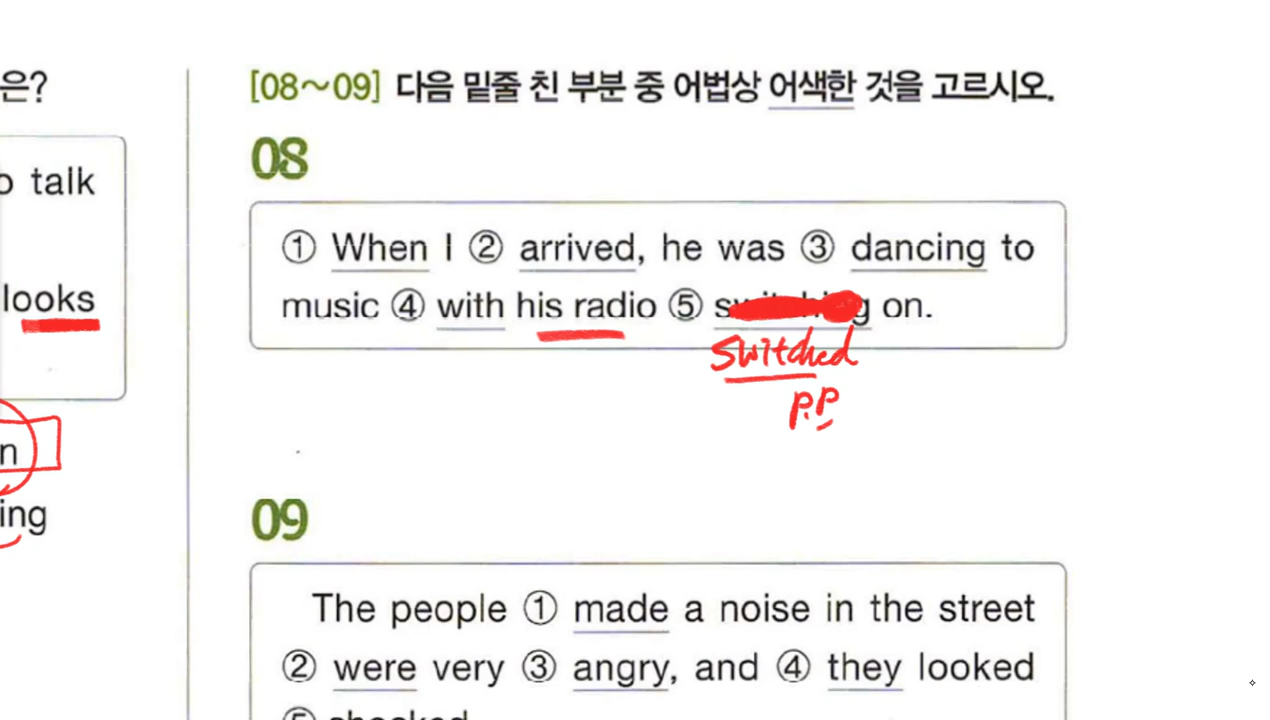 은?
[08~09] 다음 밑줄 친 부분 중 어법상 어색한 것을 고르시오.
talk
looks
n
ing
08
① When I ② arrived, he was ③ dancing to
music ④ with his radio ⑤ switching on.
switched
p.p
09
The people ① made a noise in the street
② were very ③ angry, and ④ they looked
⑤ shocked